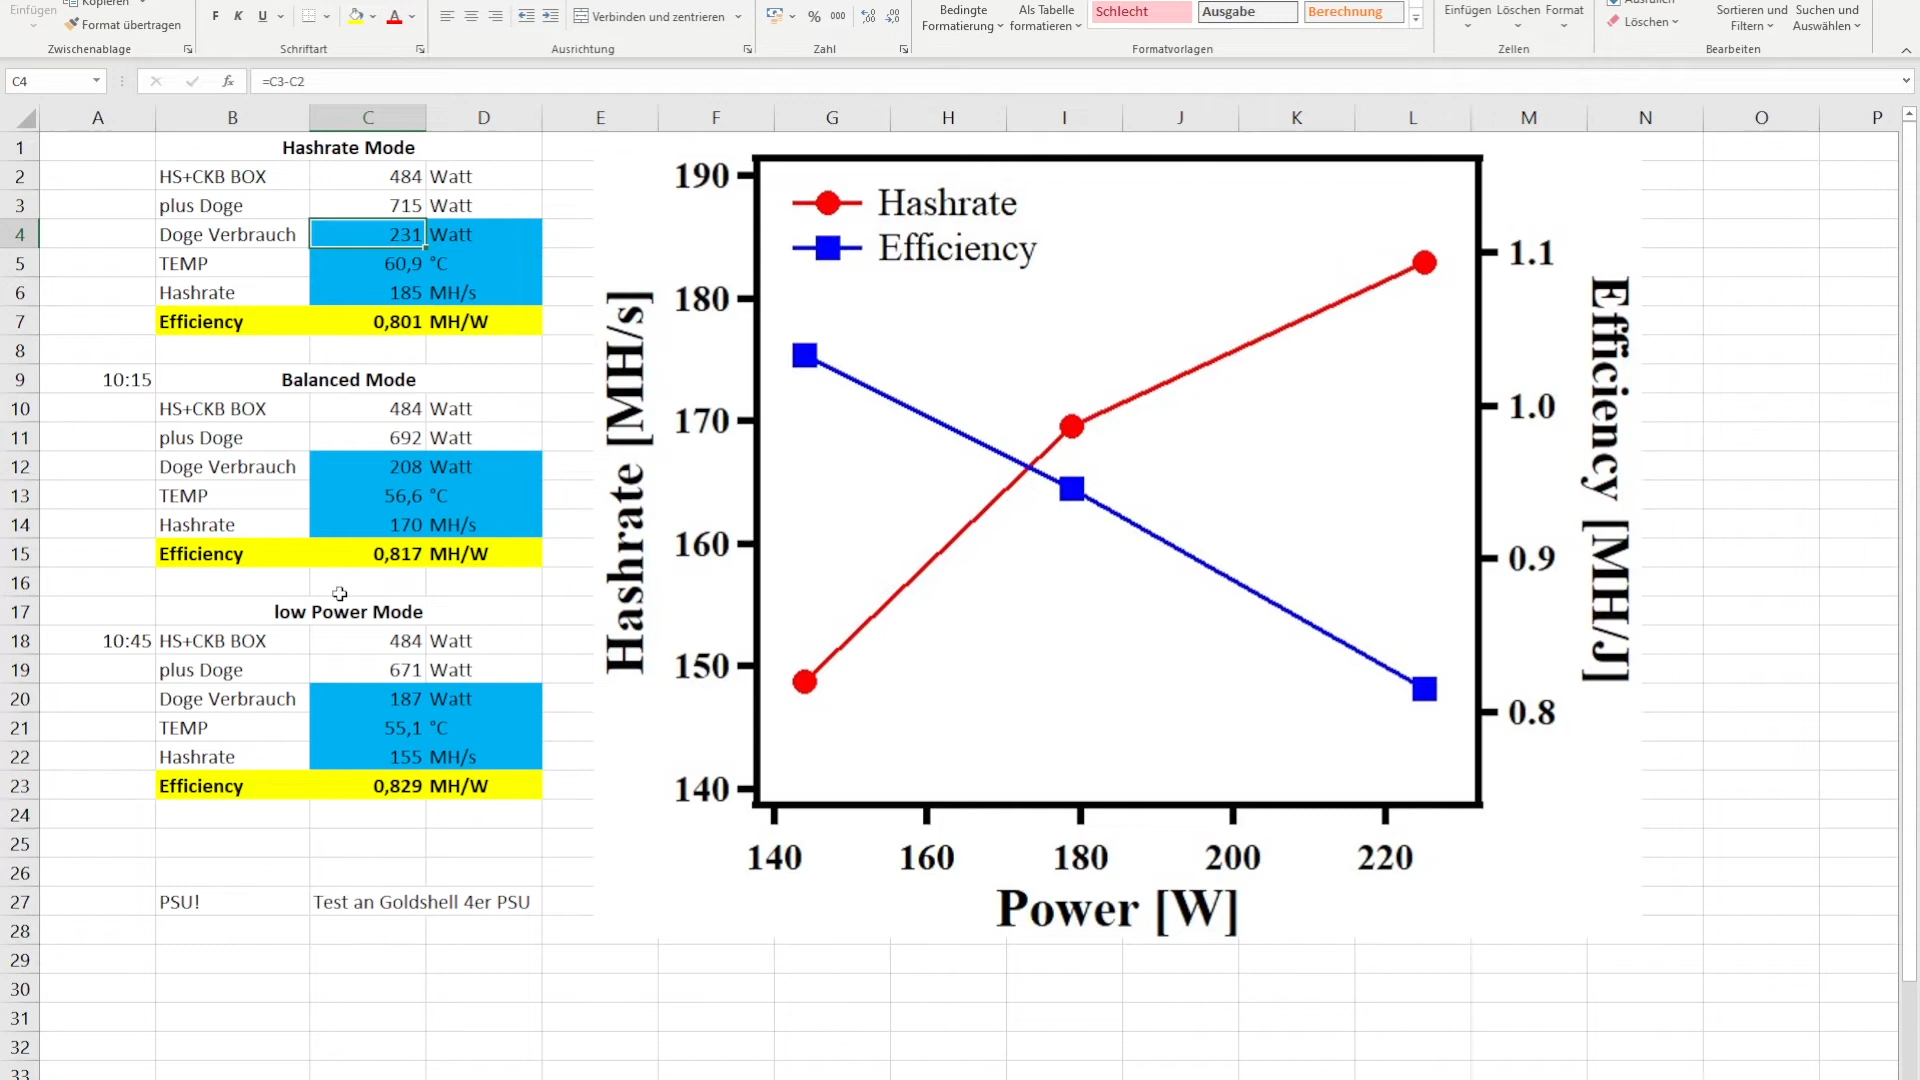 Einfügen
Kopieren
Format übertragen
Zwischenablage
F K U
Schriftart
Verbinden und zentrieren
Ausrichtung
% 000
Zahl
Bedingte Formatierung
Als Tabelle formatieren
Schlecht
Ausgabe
Berechnung
Formatvorlagen
Einfügen Löschen Format
Zellen
Ausfüllen
Löschen
Sortieren und Filtern
Suchen und Auswählen
Bearbeiten
C4
fx
=C3-C2
A B C D E F G H I J K L M N O P
1 Hashrate Mode
2 HS+CKB BOX 484 Watt
3 plus Doge 715 Watt
4 Doge Verbrauch 231 Watt
5 TEMP 60,9 °C
6 Hashrate 185 MH/s
7 Efficiency 0,801 MH/W
8
9 10:15 Balanced Mode
10 HS+CKB BOX 484 Watt
11 plus Doge 692 Watt
12 Doge Verbrauch 208 Watt
13 TEMP 56,6 °C
14 Hashrate 170 MH/s
15 Efficiency 0,817 MH/W
16
17 low Power Mode
18 10:45 HS+CKB BOX 484 Watt
19 plus Doge 671 Watt
20 Doge Verbrauch 187 Watt
21 TEMP 55,1 °C
22 Hashrate 155 MH/s
23 Efficiency 0,829 MH/W
24
25
26
27 PSU! Test an Goldshell 4er PSU
28
29
30
31
32
33
Hashrate
Efficiency
Hashrate [MH/s]
190
180
170
160
150
140
1.1
1.0
0.9
0.8
Efficiency [MH/J]
140 160 180 200 220
Power [W]